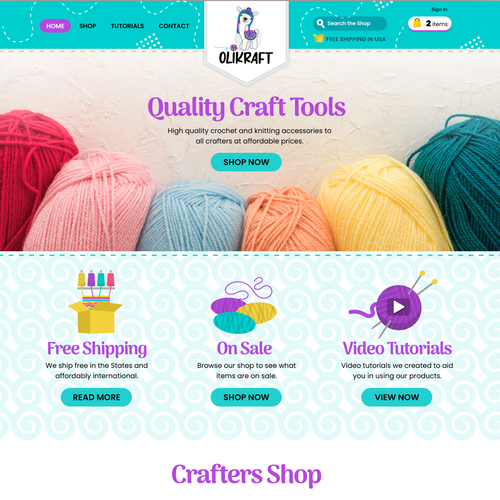 Sign In
HOME
SHOP
TUTORIALS
CONTACT
OLIKRAFT
Search the Shop
2 items
FREE SHIPPING IN USA
Quality Craft Tools
High quality crochet and knitting accessories to
all crafters at affordable prices.
SHOP NOW
Free Shipping
We ship free in the States and
affordably international.
READ MORE
On Sale
Browse our shop to see what
items are on sale.
SHOP NOW
Video Tutorials
Video tutorials we created to aid
you in using our products.
VIEW NOW
Crafters Shop